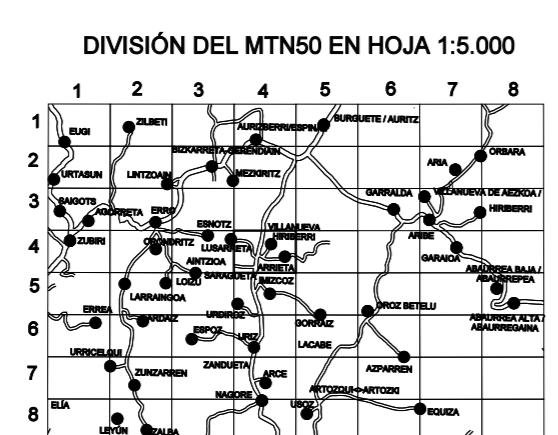 DIVISIÓN DEL MTN50 EN HOJA 1:5.000
1 2 3 4 5 6 7 8
1
ZILBETI
BURGUETE / AURITZ
EUGI
AURIZBERRI/ESPINAL
2
BIZKARRETA-GERENDIAIN
ORBARA
ARIA
URTASUN
LINTZOAIN
MEZKIRITZ
3
GARRALDA
VILLANUEVA DE AEZKOA /
HIRIBERRI
SAIGOTS
AGORRETA
ERRO
ESNOTZ
VILLANUEVA
HIRIBERRI
ARIBE
4
ZUBIRI
ORONDRITZ
LUSARRETA
GARAIOA
AINTZIOA
ARRIETA
ABAURREA BAJA /
ABAURREPEA
5
LOIZU
SARAGUETA
IMIZCOZ
LARRAINGOA
ERREA
URDIROZ
OROZ BETELU
ABAURREA ALTA /
ABAURREGAINA
6
ARDAIZ
ESPOZ
URIZ
GORRAIZ
LACABE
URRICELQUI
ZANDUETA
AZPARREN
7
ZUNZARREN
ARCE
ARTOZQUI<>ARTOZKI
NAGORE
8
ELÍA
USOZ
EQUIZA
LEYÚN
ZALBA